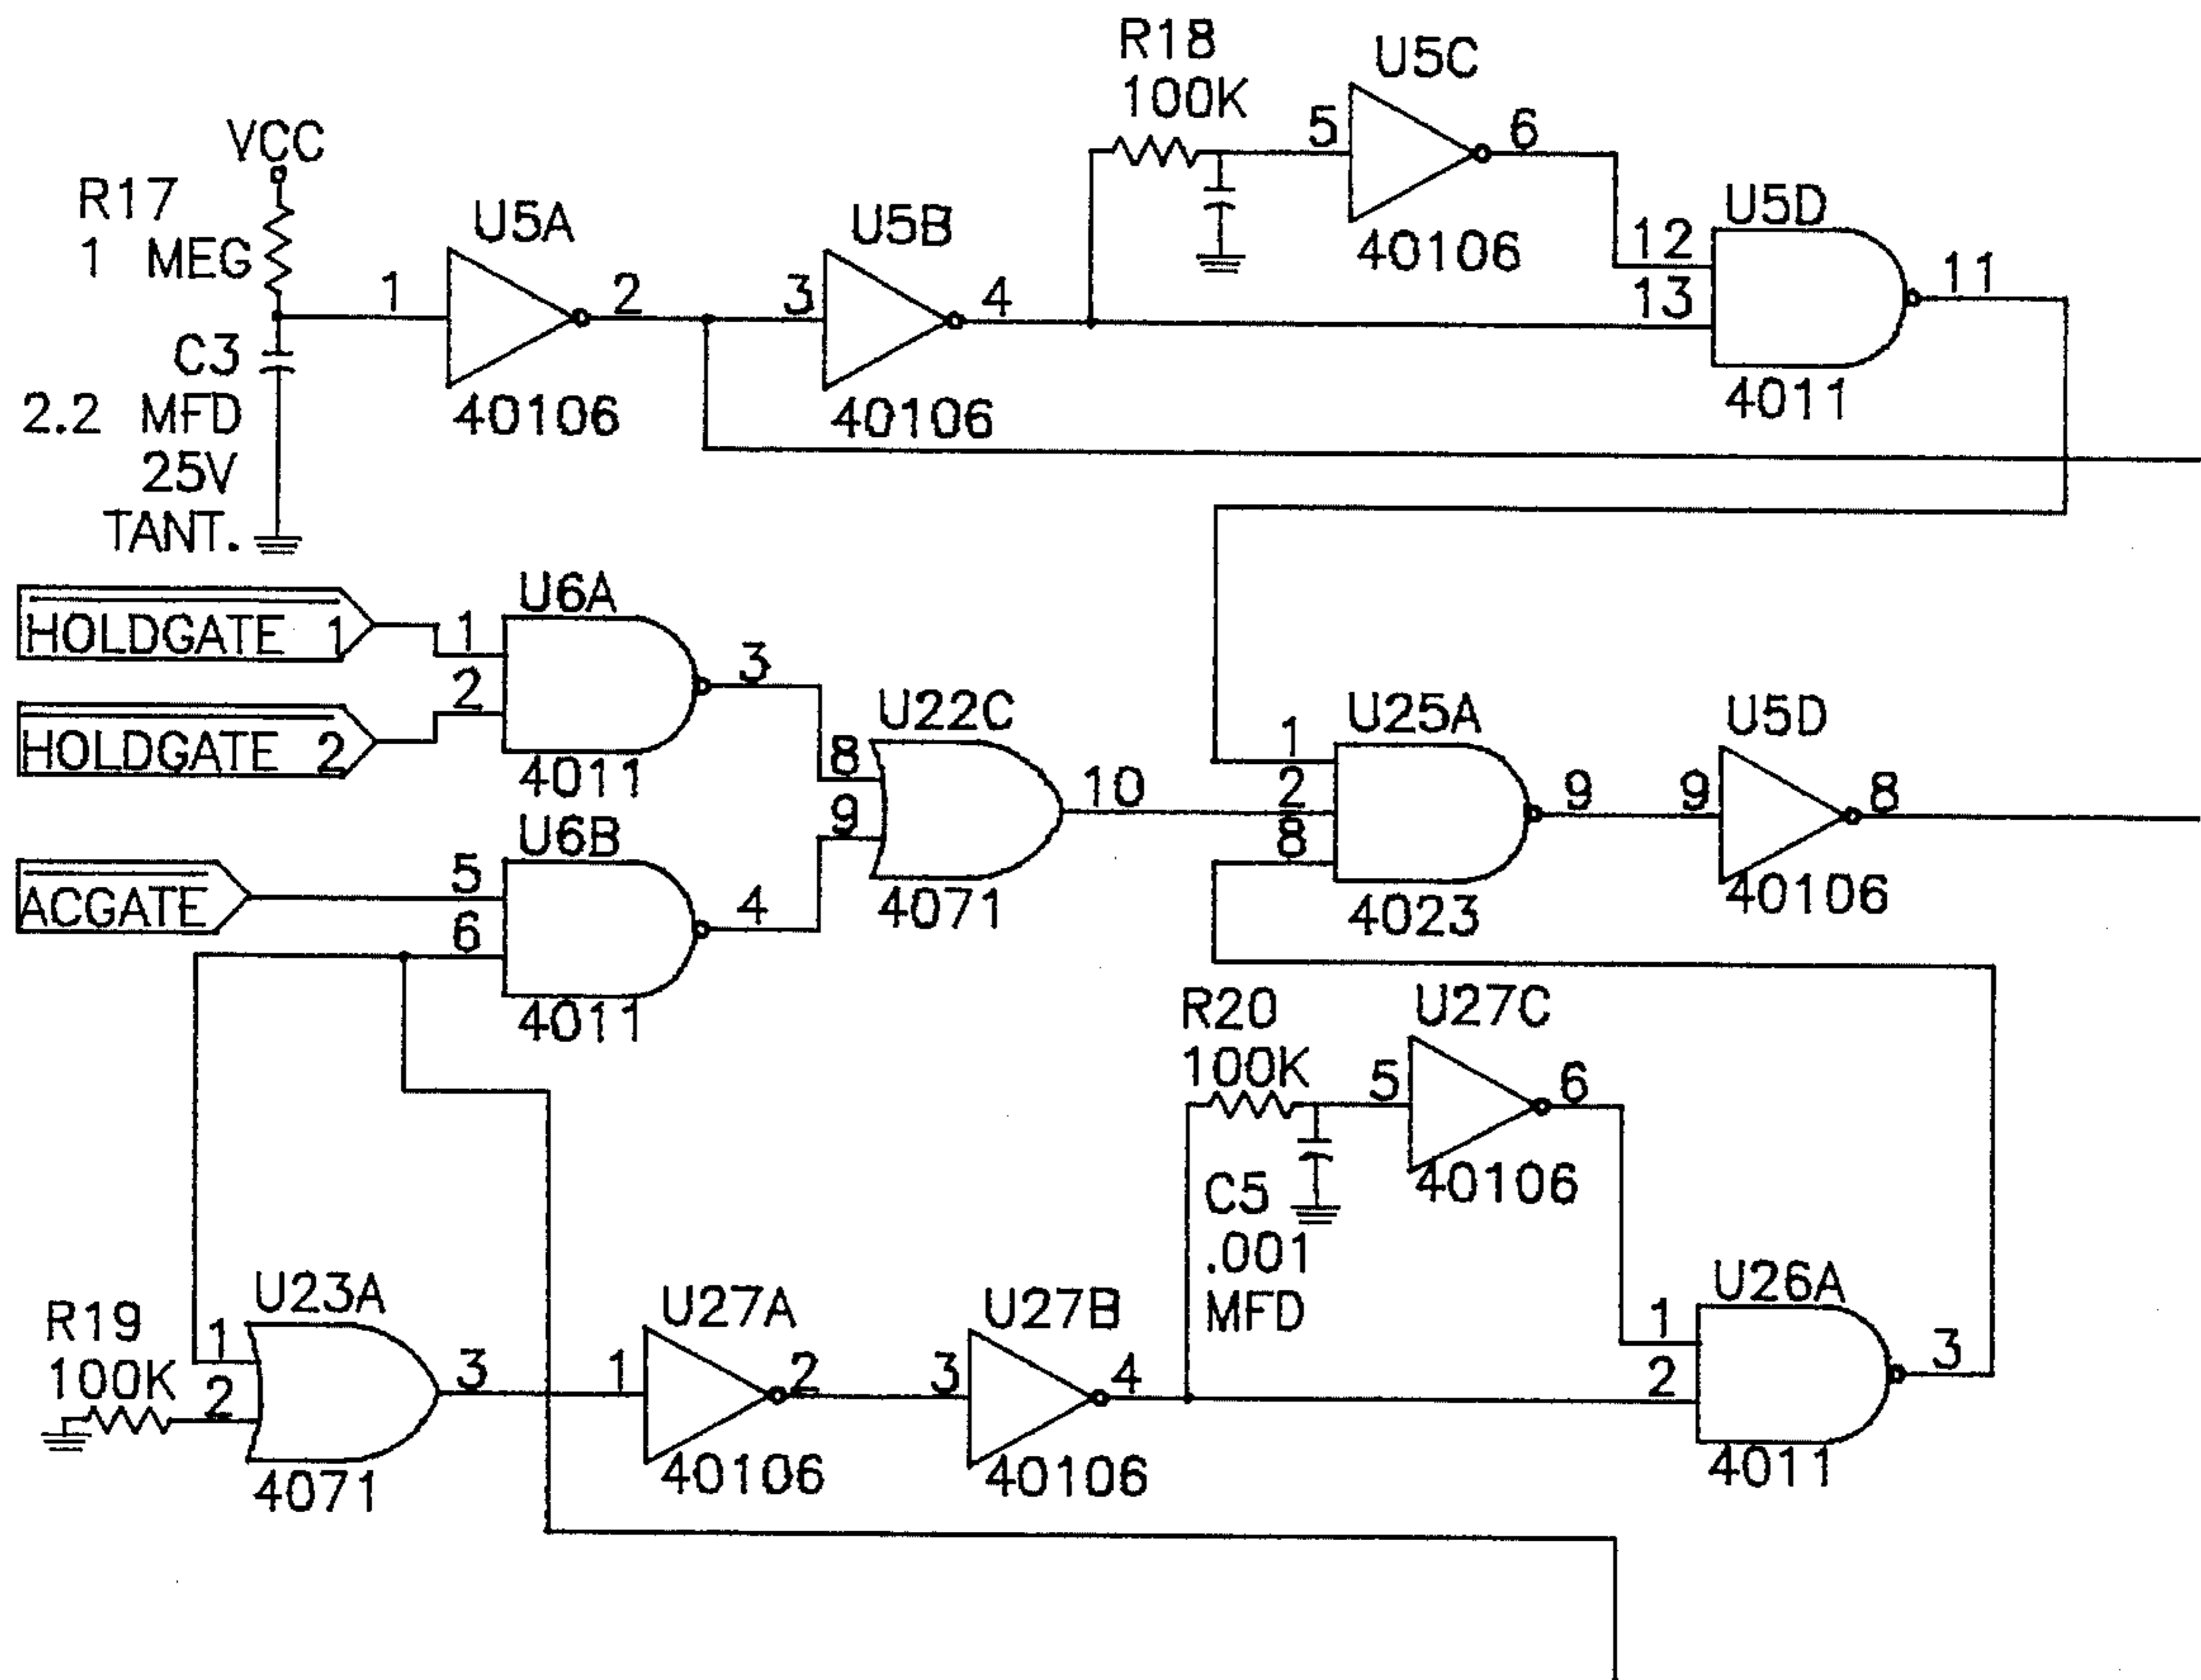 R18
100K
U5C
5
6
40106
VCC
R17
1 MEG
C3
2.2 MFD
25V
TANT.
1
U5A
2
40106
3
U5B
4
40106
12
13
U5D
11
4011
HOLDGATE 1
HOLDGATE 2
1
2
U6A
3
4011
ACGATE
5
6
U6B
4
4011
8
9
U22C
10
4071
1
2
8
U25A
9
4023
9
U5D
8
40106
R20
100K
C5
.001
MFD
5
U27C
6
40106
R19
100K
1
2
U23A
3
4071
1
U27A
2
40106
3
U27B
4
40106
1
2
U26A
3
4011